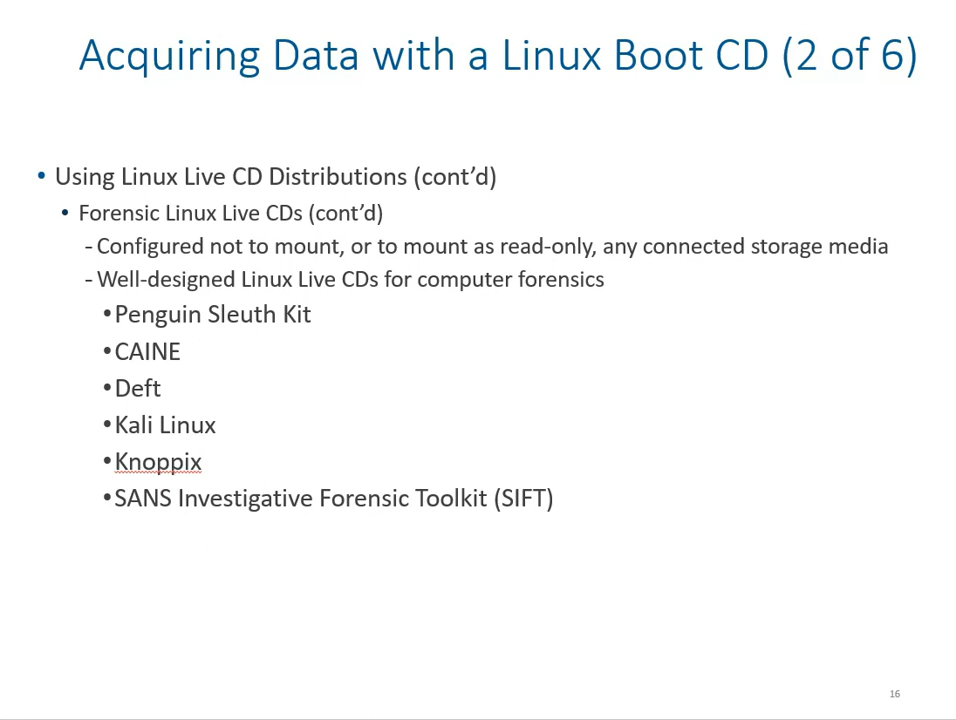 Acquiring Data with a Linux Boot CD (2 of 6)
• Using Linux Live CD Distributions (cont’d)
• Forensic Linux Live CDs (cont’d)
- Configured not to mount, or to mount as read-only, any connected storage media
- Well-designed Linux Live CDs for computer forensics
•Penguin Sleuth Kit
•CAINE
•Deft
•Kali Linux
•Knoppix
•SANS Investigative Forensic Toolkit (SIFT)
16